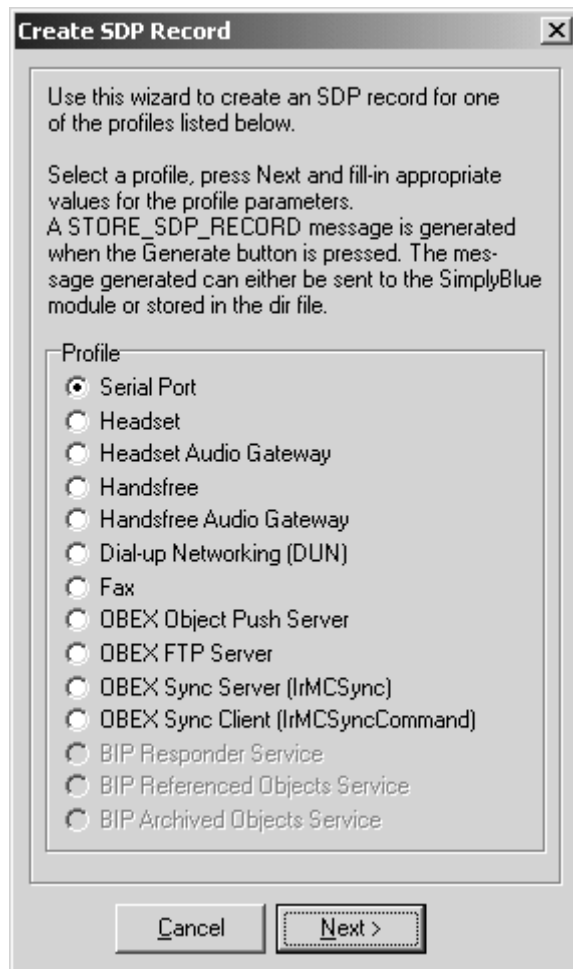 Create SDP Record
Use this wizard to create an SDP record for one
of the profiles listed below.
Select a profile, press Next and fill-in appropriate
values for the profile parameters.
A STORE_SDP_RECORD message is generated
when the Generate button is pressed. The mes-
sage generated can either be sent to the SimplyBlue
module or stored in the dir file.
Profile
Serial Port
Headset
Headset Audio Gateway
Handsfree
Handsfree Audio Gateway
Dial-up Networking (DUN)
Fax
OBEX Object Push Server
OBEX FTP Server
OBEX Sync Server (IrMCSync)
OBEX Sync Client (IrMCSyncCommand)
BIP Responder Service
BIP Referenced Objects Service
BIP Archived Objects Service
Cancel
Next >